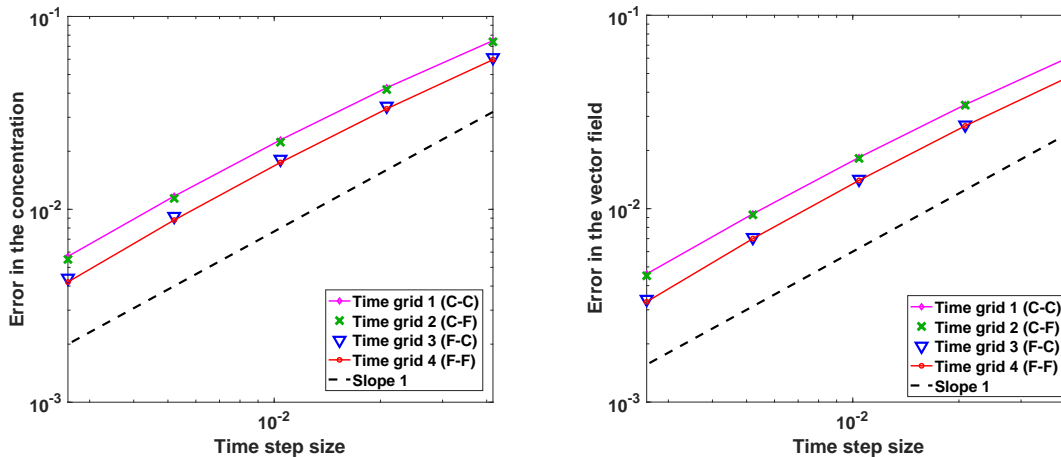 10^-1
10^-2
10^-3
Error in the concentration
Time grid 1 (C-C)
Time grid 2 (C-F)
Time grid 3 (F-C)
Time grid 4 (F-F)
Slope 1
10^-2
Time step size
10^-1
10^-2
10^-3
Error in the vector field
Time grid 1 (C-C)
Time grid 2 (C-F)
Time grid 3 (F-C)
Time grid 4 (F-F)
Slope 1
10^-2
Time step size